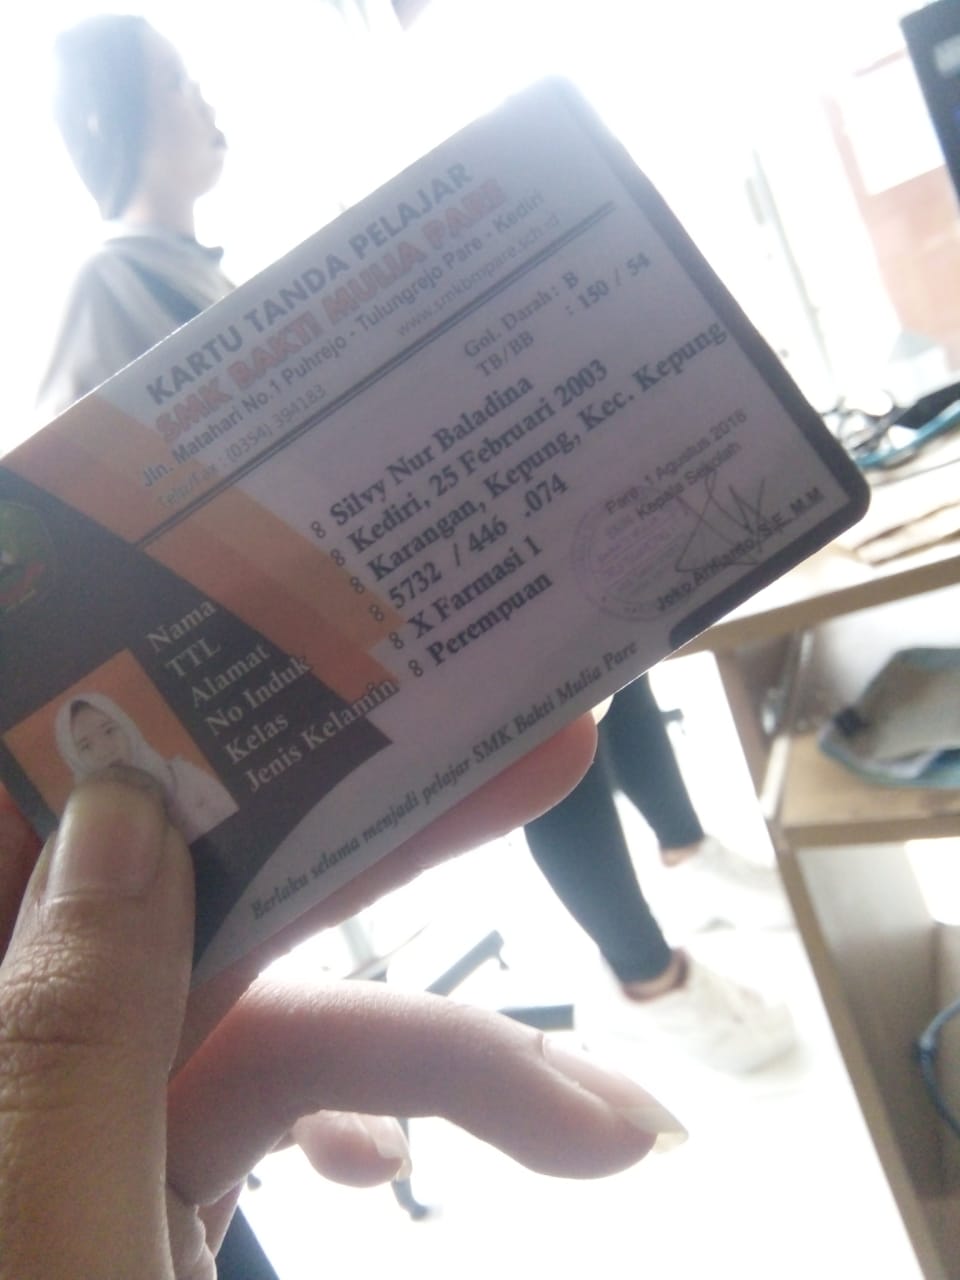 KARTU TANDA PELAJAR
SMK BAKTI MULIA PARE
Jln. Matahari No.1 Puhrejo - Tulungrejo Pare - Kediri
Telp/Fax : (0354) 394183 www.smkbmpare.sch.id
Gol. Darah : B
TB/BB : 150 / 54
Nama : Silvy Nur Baladina
TTL : Kediri, 25 Februari 2003
Alamat : Karangan, Kepung, Kec. Kepung
No Induk : 5732 / 446 .074
Kelas : X Farmasi 1
Jenis Kelamin : Perempuan
Pare, 1 Agustus 2018
Kepala Sekolah
Joko S.E. M.M
Berlaku selama menjadi pelajar SMK Bakti Mulia Pare